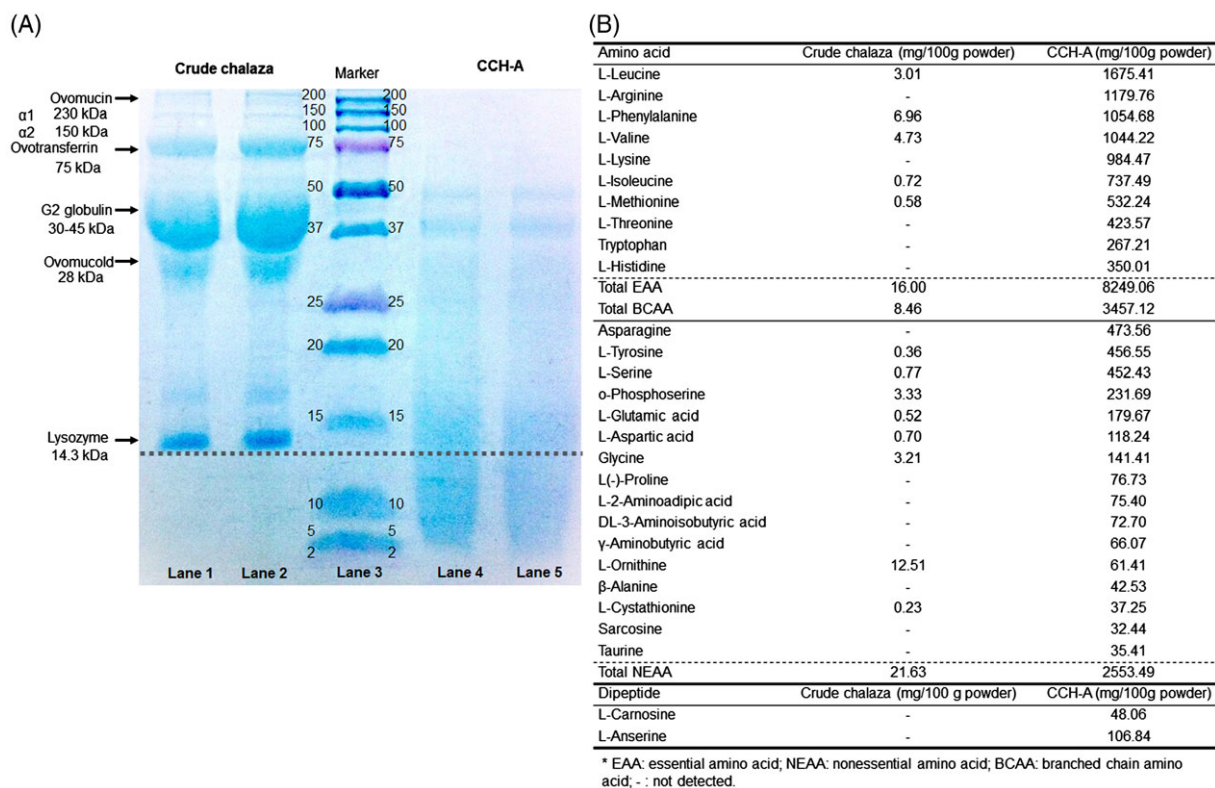 (A)
Crude chalaza Marker CCH-A
Ovomucin
α1 230 kDa
α2 150 kDa
Ovotransferrin
75 kDa
G2 globulin
30-45 kDa
Ovomucold
28 kDa
Lysozyme
14.3 kDa
200 200
150 150
100 100
75 75
50 50
37 37
25 25
20 20
15 15
10 10
5 5
2 2
Lane 1 Lane 2 Lane 3 Lane 4 Lane 5
(B)
Amino acid Crude chalaza (mg/100g powder) CCH-A (mg/100g powder)
L-Leucine 3.01 1675.41
L-Arginine - 1179.76
L-Phenylalanine 6.96 1054.68
L-Valine 4.73 1044.22
L-Lysine - 984.47
L-Isoleucine 0.72 737.49
L-Methionine 0.58 532.24
L-Threonine - 423.57
Tryptophan - 267.21
L-Histidine - 350.01
Total EAA 16.00 8249.06
Total BCAA 8.46 3457.12
Asparagine - 473.56
L-Tyrosine 0.36 456.55
L-Serine 0.77 452.43
o-Phosphoserine 3.33 231.69
L-Glutamic acid 0.52 179.67
L-Aspartic acid 0.70 118.24
Glycine 3.21 141.41
L(-)-Proline - 76.73
L-2-Aminoadipic acid - 75.40
DL-3-Aminoisobutyric acid - 72.70
γ-Aminobutyric acid - 66.07
L-Ornithine 12.51 61.41
β-Alanine - 42.53
L-Cystathionine 0.23 37.25
Sarcosine - 32.44
Taurine - 35.41
Total NEAA 21.63 2553.49
Dipeptide Crude chalaza (mg/100 g powder) CCH-A (mg/100g powder)
L-Carnosine - 48.06
L-Anserine - 106.84
* EAA: essential amino acid; NEAA: nonessential amino acid; BCAA: branched chain amino
acid; - : not detected.